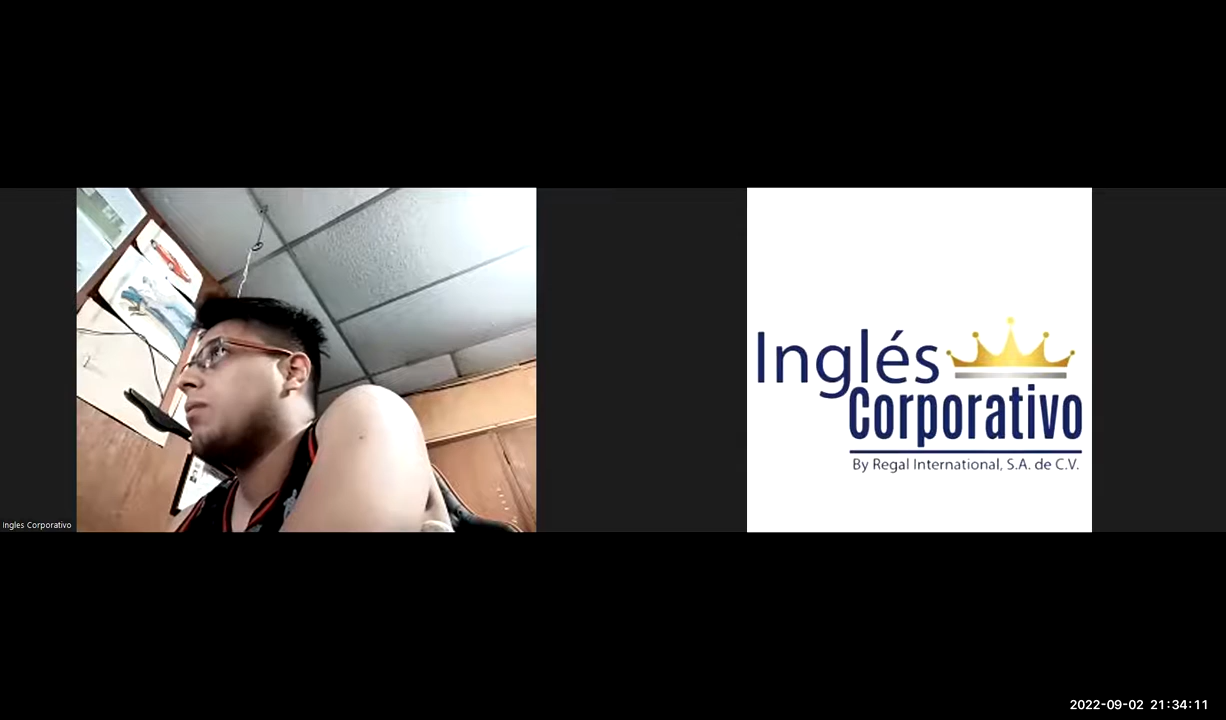 Inglés
Corporativo
By Regal International, S.A. de C.V.
Ingles Corporativo
2022-09-02 21:34:11